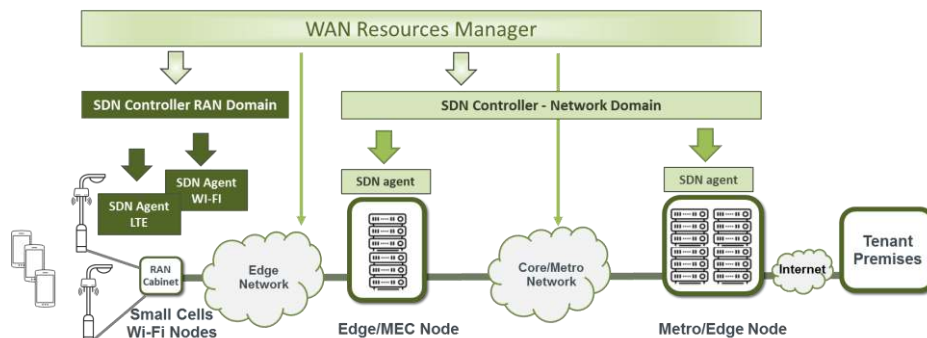 WAN Resources Manager
SDN Controller RAN Domain
SDN Controller - Network Domain
SDN Agent
WI-FI
SDN Agent
LTE
SDN agent
SDN agent
RAN
Cabinet
Edge
Network
Core/Metro
Network
Internet
Tenant
Premises
Small Cells
Wi-Fi Nodes
Edge/MEC Node
Metro/Edge Node